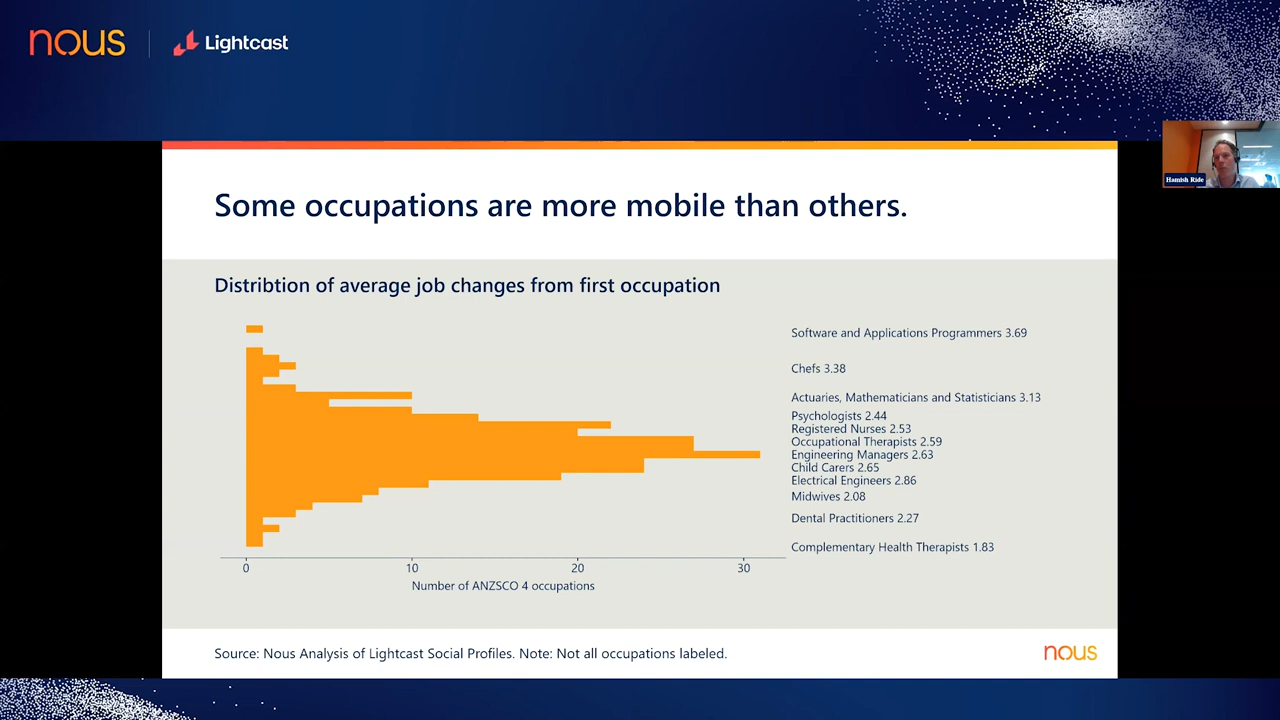 nous
Lightcast
Hamish Ride
Some occupations are more mobile than others.
Distribtion of average job changes from first occupation
Software and Applications Programmers 3.69
Chefs 3.38
Actuaries, Mathematicians and Statisticians 3.13
Psychologists 2.44
Registered Nurses 2.53
Occupational Therapists 2.59
Engineering Managers 2.63
Child Carers 2.65
Electrical Engineers 2.86
Midwives 2.08
Dental Practitioners 2.27
Complementary Health Therapists 1.83
0 10 20 30
Number of ANZSCO 4 occupations
Source: Nous Analysis of Lightcast Social Profiles. Note: Not all occupations labeled.
nous